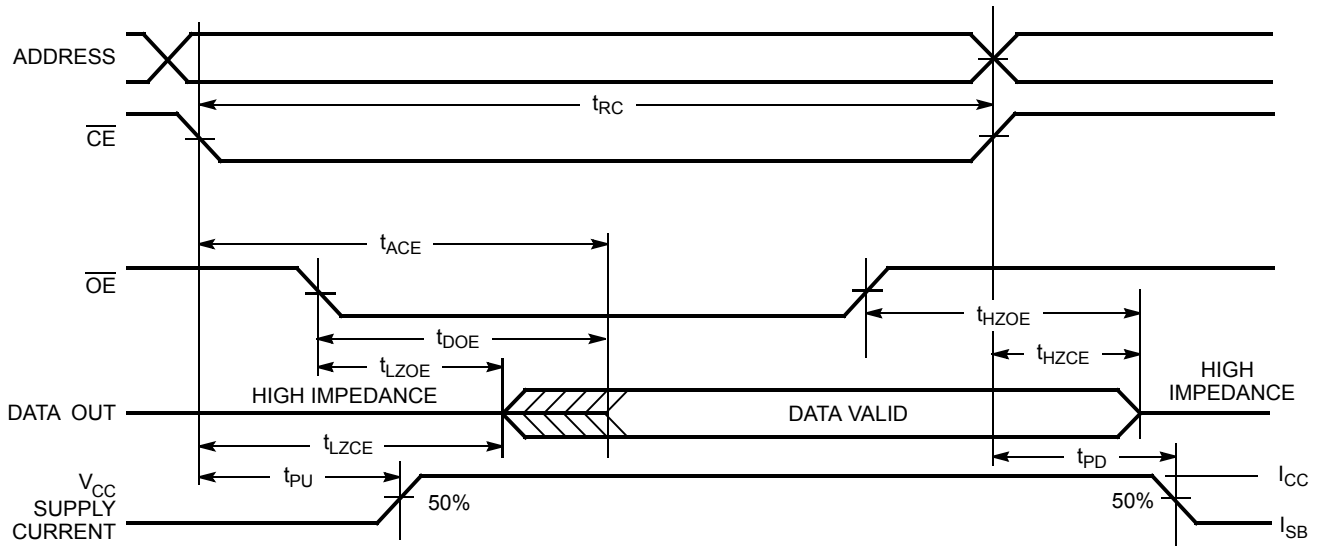 ADDRESS
tRC
CE
tACE
OE
tHZOE
tDOE
tHZCE
tLZOE
HIGH IMPEDANCE
HIGH
IMPEDANCE
DATA OUT
DATA VALID
tLZCE
tPD
tPU
VCC
SUPPLY
CURRENT
50%
50%
ICC
ISB